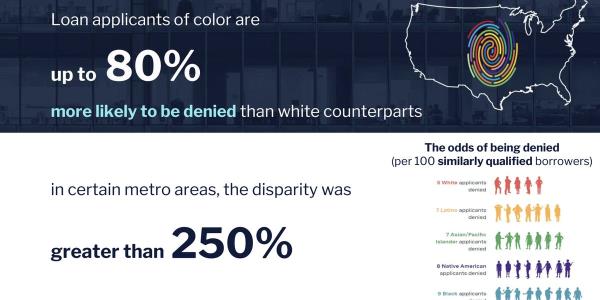 Loan applicants of color are
up to 80%
more likely to be denied than white counterparts
in certain metro areas, the disparity was
greater than 250%
The odds of being denied
(per 100 similarly qualified borrowers)
5 White applicants
denied
7 Latino applicants
denied
7 Asian/Pacific
Islander applicants
denied
8 Native American
applicants denied
9 Black applicants